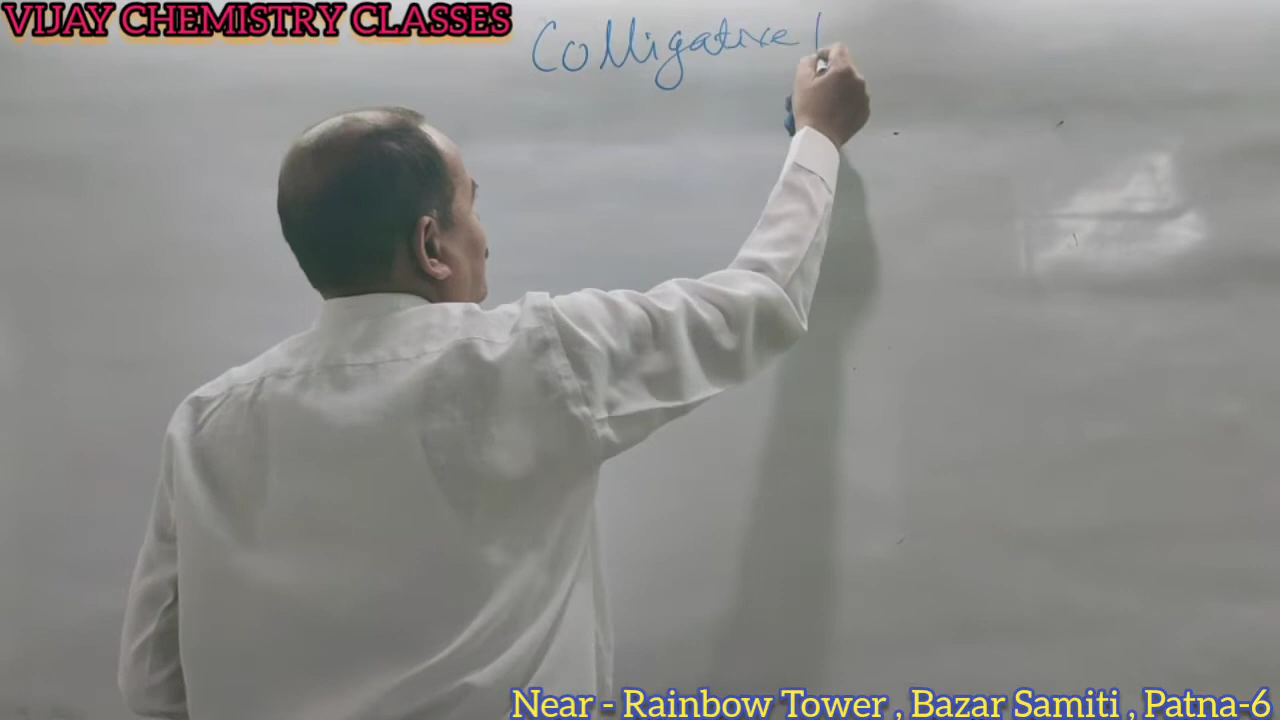 VIJAY CHEMISTRY CLASSES
Colligative
Near - Rainbow Tower , Bazar Samiti , Patna-6